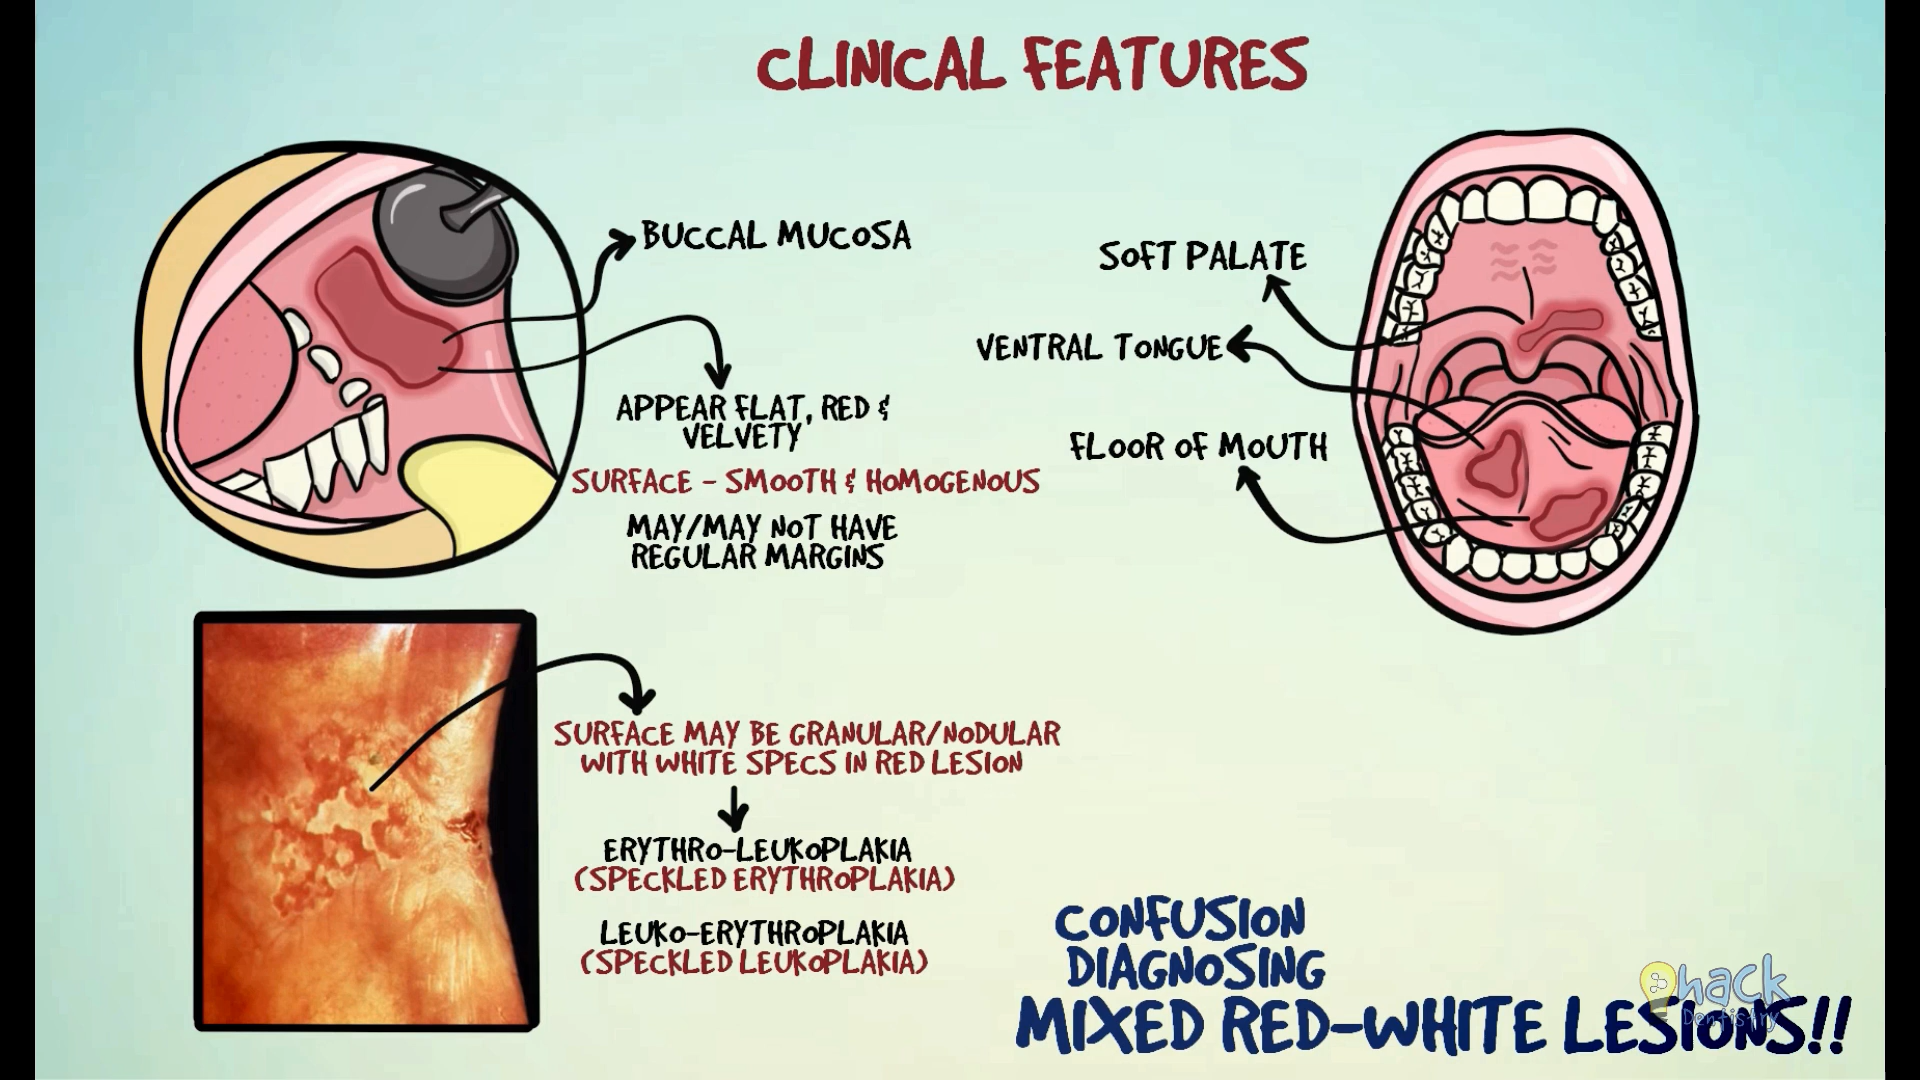 CLINICAL FEATURES
BUCCAL MUCOSA
APPEAR FLAT, RED &
VELVETY
SURFACE - SMOOTH & HOMOGENOUS
MAY/MAY NOT HAVE
REGULAR MARGINS
SOFT PALATE
VENTRAL TONGUE
FLOOR OF MOUTH
SURFACE MAY BE GRANULAR/NODULAR
WITH WHITE SPECS IN RED LESION
ERYTHRO-LEUKOPLAKIA
(SPECKLED ERYTHROPLAKIA)
LEUKO-ERYTHROPLAKIA
(SPECKLED LEUKOPLAKIA)
CONFUSION
DIAGNOSING
MIXED RED-WHITE LESIONS!!
hack
Dentistry